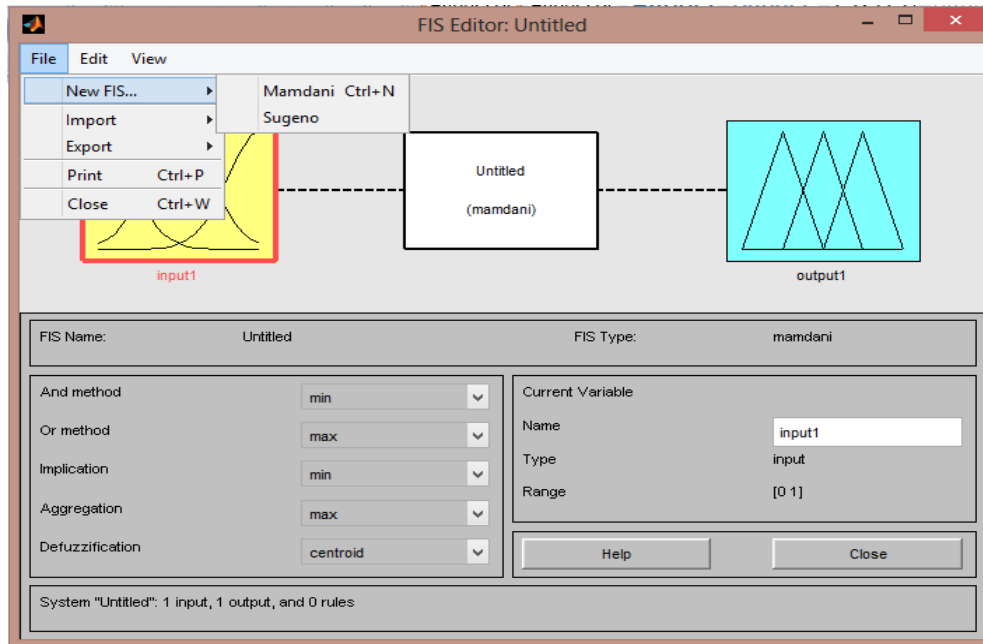 FIS Editor: Untitled
File Edit View
New FIS...
Mamdani Ctrl+N
Sugeno
Import
Export
Print Ctrl+P
Close Ctrl+W
Untitled
(mamdani)
input1
output1
FIS Name: Untitled FIS Type: mamdani
And method min
Or method max
Implication min
Aggregation max
Defuzzification centroid
Current Variable
Name input1
Type input
Range [0 1]
Help Close
System "Untitled": 1 input, 1 output, and 0 rules